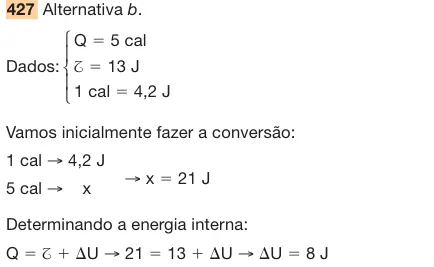 427 Alternativa b.
Q = 5 cal
Dados: ℨ = 13 J
1 cal = 4,2 J
Vamos inicialmente fazer a conversão:
1 cal → 4,2 J
5 cal → x → x = 21 J
Determinando a energia interna:
Q = ℨ + ΔU → 21 = 13 + ΔU → ΔU = 8 J